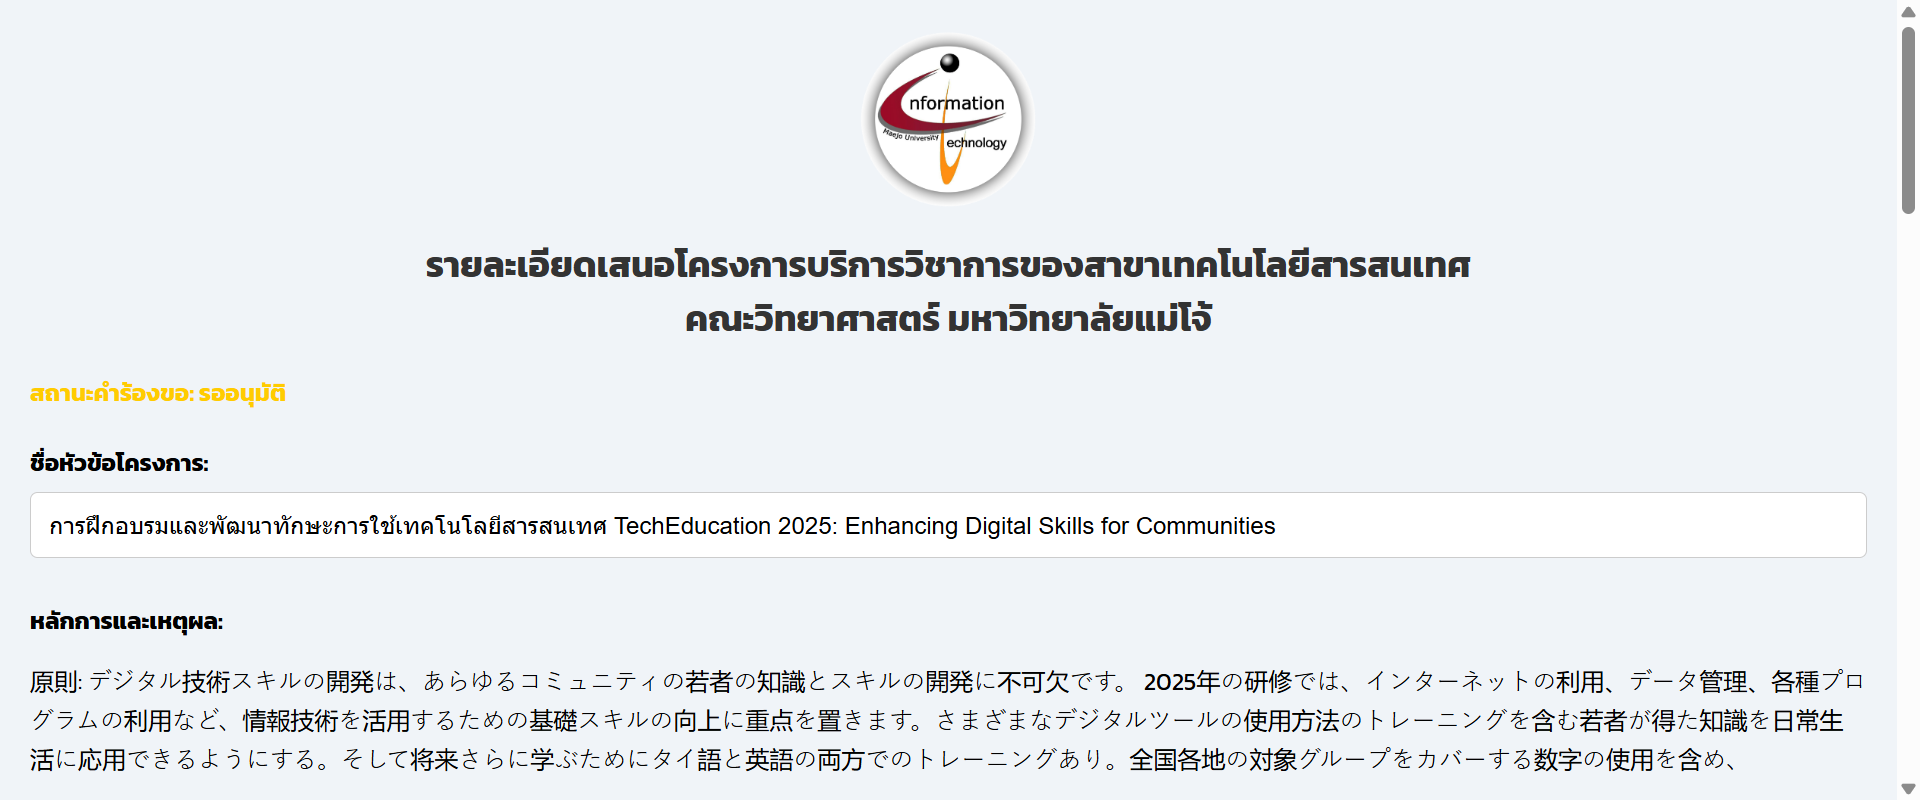 nformation
Maejo University
echnology
รายละเอียดเสนอโครงการบริการวิชาการของสาขาเทคโนโลยีสารสนเทศ
คณะวิทยาศาสตร์ มหาวิทยาลัยแม่โจ้
สถานะคำร้องขอ: รออนุมัติ
ชื่อหัวข้อโครงการ:
การฝึกอบรมและพัฒนาทักษะการใช้เทคโนโลยีสารสนเทศ TechEducation 2025: Enhancing Digital Skills for Communities
หลักการและเหตุผล:
原則: デジタル技術スキルの開発は、あらゆるコミュニティの若者の知識とスキルの開発に不可欠です。 2025年の研修では、インターネットの利用、データ管理、各種プロ
グラムの利用など、情報技術を活用するための基礎スキルの向上に重点を置きます。さまざまなデジタルツールの使用方法のトレーニングを含む若者が得た知識を日常生
活に応用できるようにする。そして将来さらに学ぶためにタイ語と英語の両方でのトレーニングあり。全国各地の対象グループをカバーする数字の使用を含め、